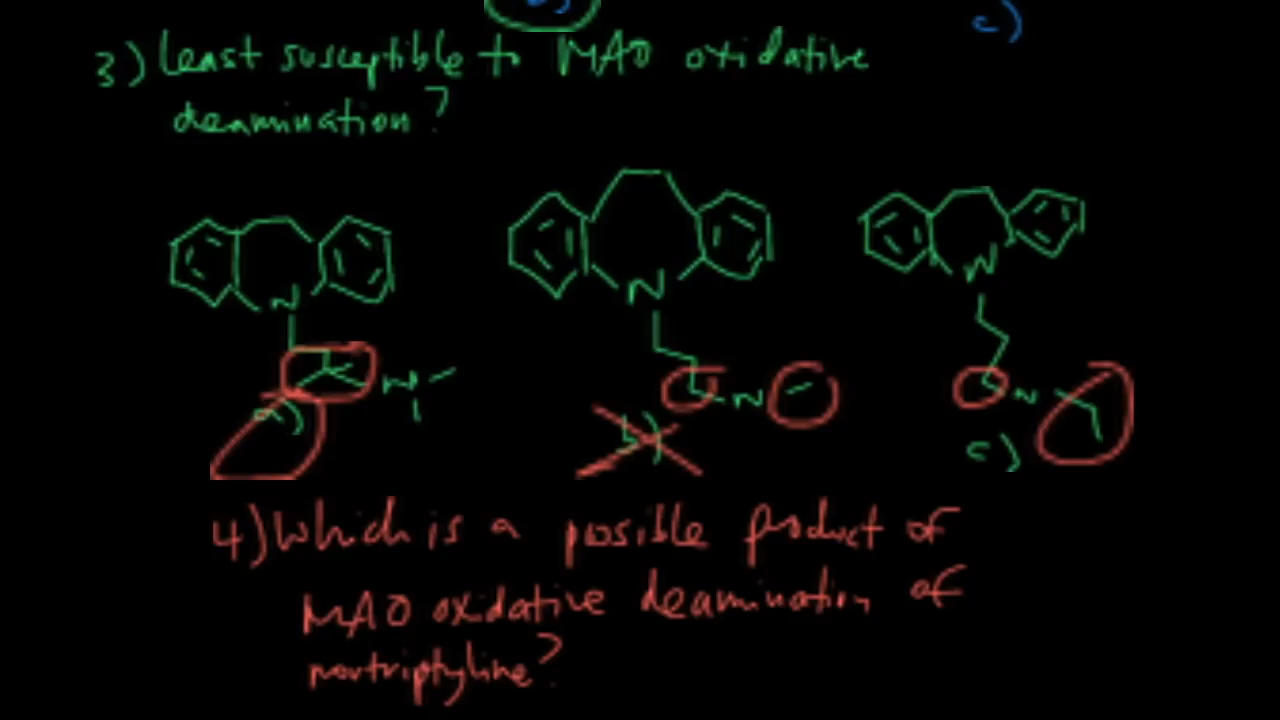 c)
3) Least susceptible to MAO oxidative
deamination?
N
N
N
N
N
N
a)
b)
c)
4) Which is a possible product of
MAO oxidative deamination of
nortriptyline?